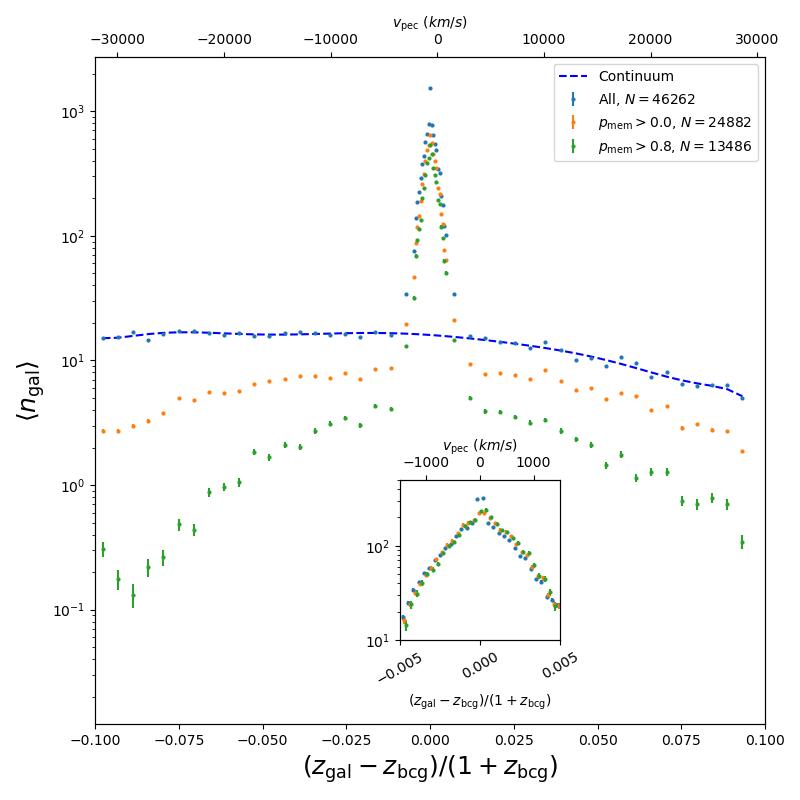 v_pec (km/s)
−30000 −20000 −10000 0 10000 20000 30000
Continuum
All, N = 46262
p_mem > 0.0, N = 24882
p_mem > 0.8, N = 13486
10³
10²
10¹
10⁰
10⁻¹
⟨n_gal⟩
v_pec (km/s)
−1000 0 1000
10²
10¹
−0.005 0.000 0.005
(z_gal − z_bcg)/(1 + z_bcg)
−0.100 −0.075 −0.050 −0.025 0.000 0.025 0.050 0.075 0.100
(z_gal − z_bcg)/(1 + z_bcg)